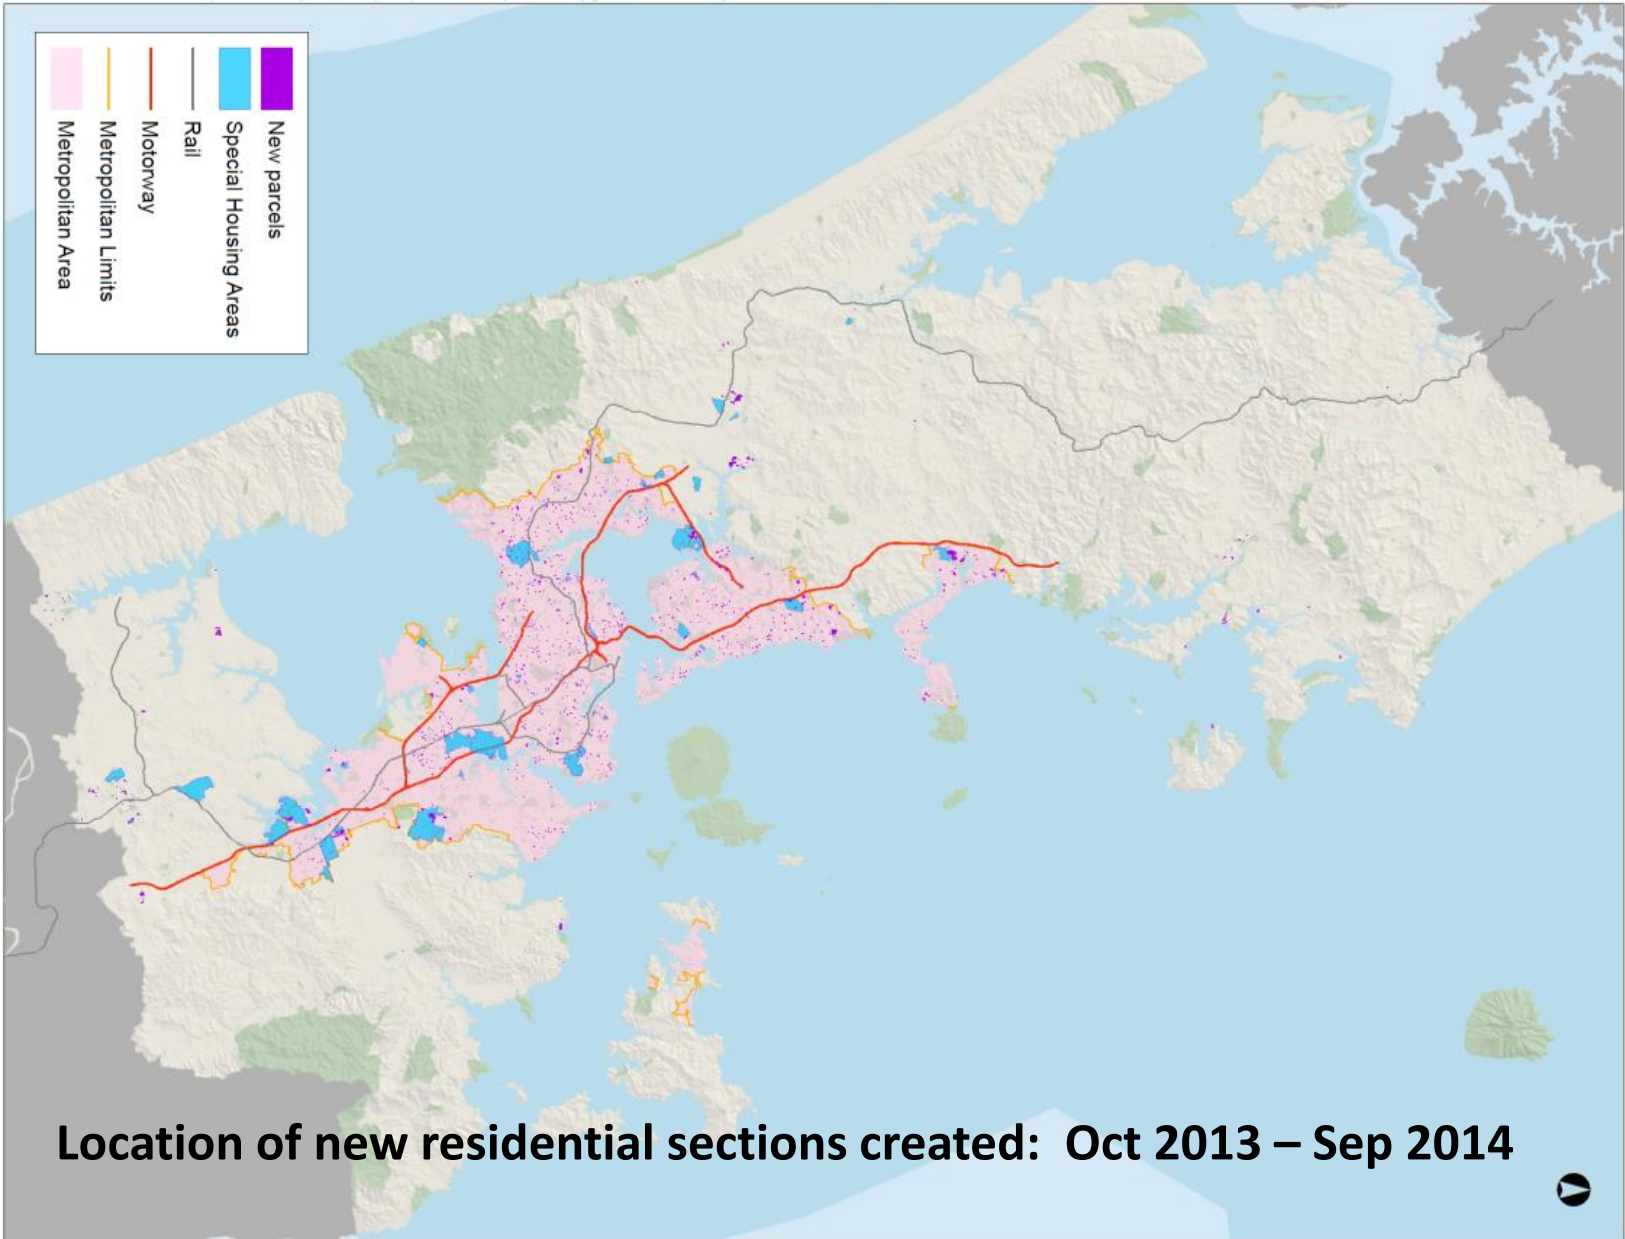 New parcels
Special Housing Areas
Rail
Motorway
Metropolitan Limits
Metropolitan Area
Location of new residential sections created: Oct 2013 – Sep 2014